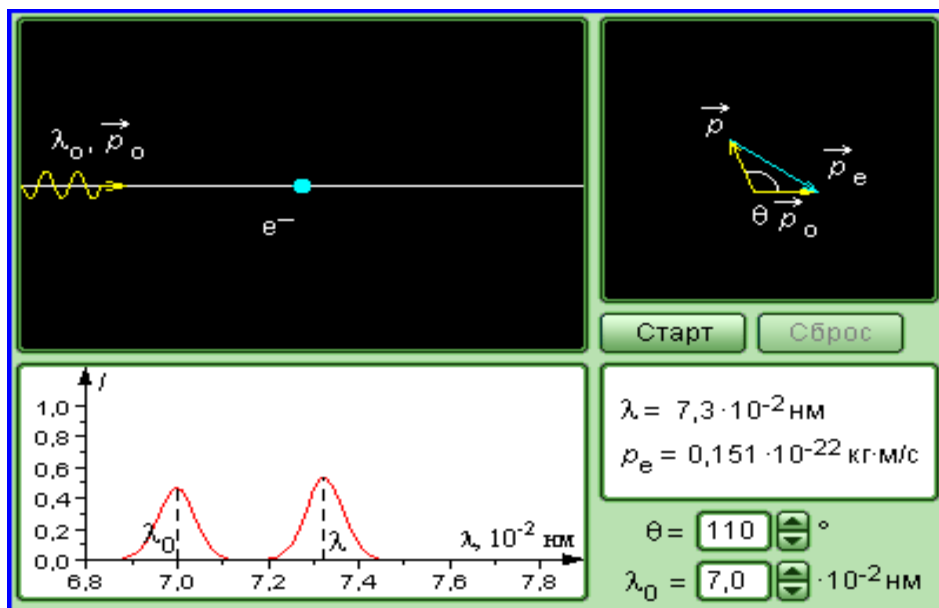 λ₀, p⃗₀
e⁻
p⃗
p⃗ₑ
θ p⃗₀
Старт Сброс
I
1,0
0,8
0,6
0,4
0,2
0,0
λ₀ λ λ, 10⁻² нм
6,8 7,0 7,2 7,4 7,6 7,8
λ = 7,3·10⁻² нм
pₑ = 0,151·10⁻²² кг·м/с
θ = 110 °
λ₀ = 7,0 ·10⁻² нм